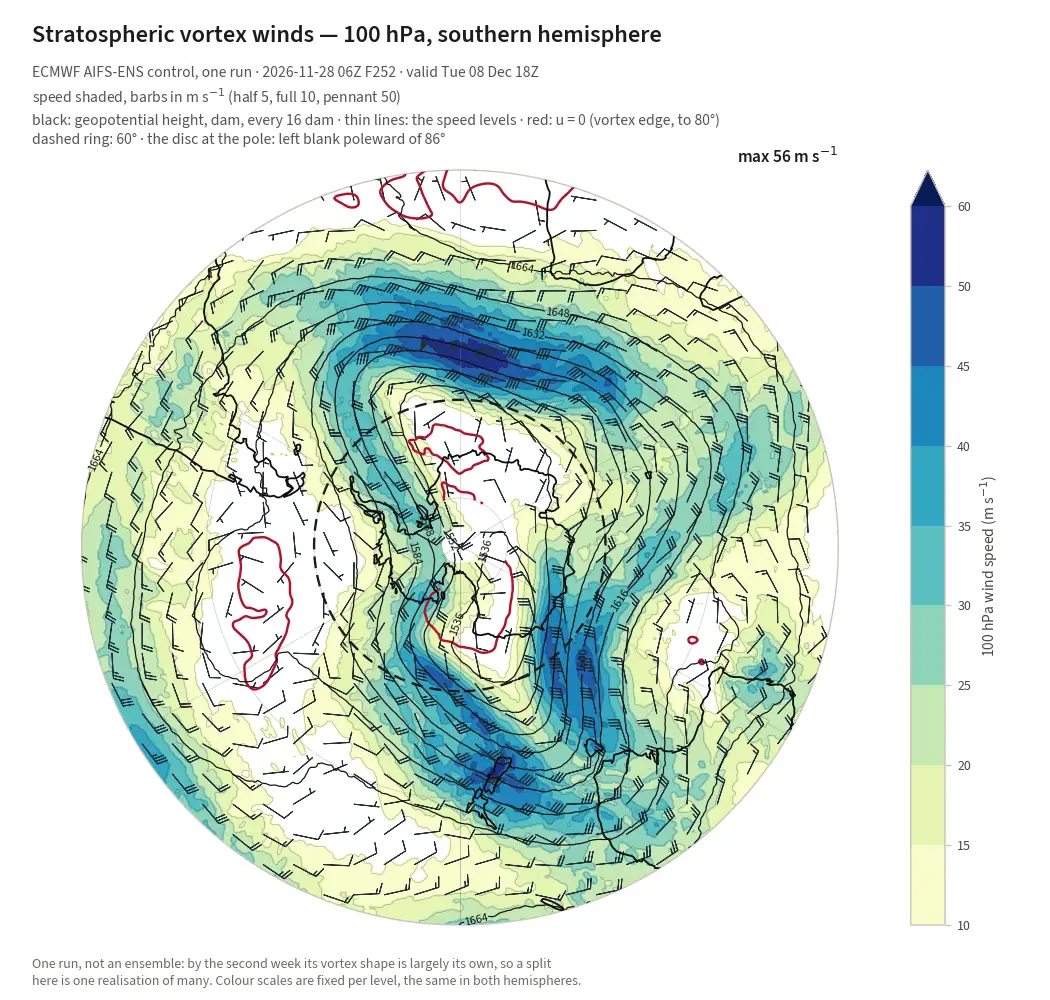 Stratospheric vortex winds — 100 hPa, southern hemisphere
ECMWF AIFS-ENS control, one run · 2026-11-28 06Z F252 · valid Tue 08 Dec 18Z
speed shaded, barbs in m s⁻¹ (half 5, full 10, pennant 50)
black: geopotential height, dam, every 16 dam · thin lines: the speed levels · red: u = 0 (vortex edge, to 80°)
dashed ring: 60° · the disc at the pole: left blank poleward of 86°
max 56 m s⁻¹
60
50
45
40
35
30
25
20
15
10
100 hPa wind speed (m s⁻¹)
1664
1648
1632
1664
1584
1552
1536
1536
1616
1600
1664
One run, not an ensemble: by the second week its vortex shape is largely its own, so a split
here is one realisation of many. Colour scales are fixed per level, the same in both hemispheres.